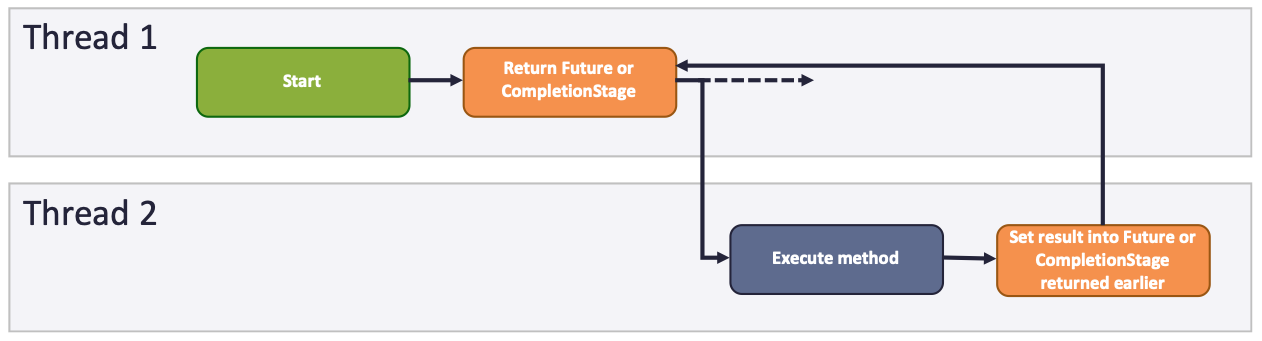 Thread 1
Start
Return Future or
CompletionStage
Thread 2
Execute method
Set result into Future or
CompletionStage
returned earlier